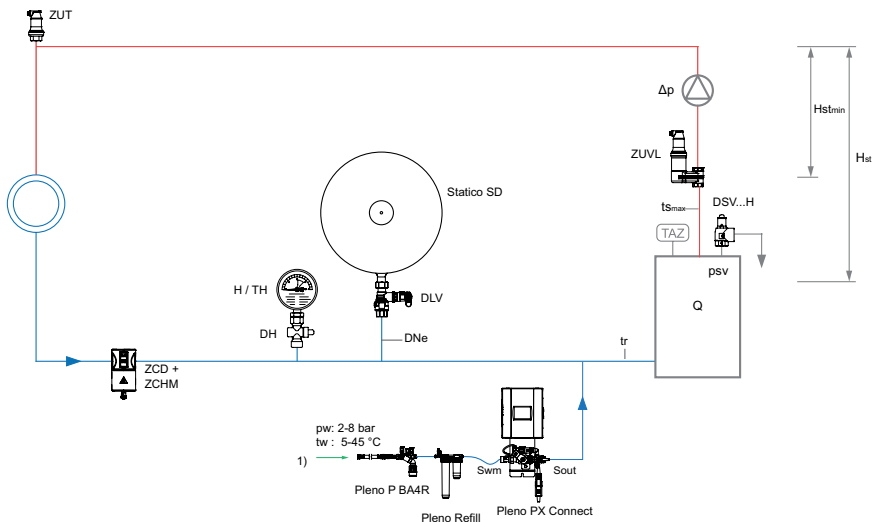 ZUT
Δp
Hstmin
Hst
ZUVL
Statico SD
DSV...H
tsmax
TAZ
psv
H / TH
DLV
Q
DH
DNe
tr
ZCD +
ZCHM
pw: 2-8 bar
tw : 5-45 °C
1)
Swm
Sout
Pleno P BA4R
Pleno Refill
Pleno PX Connect